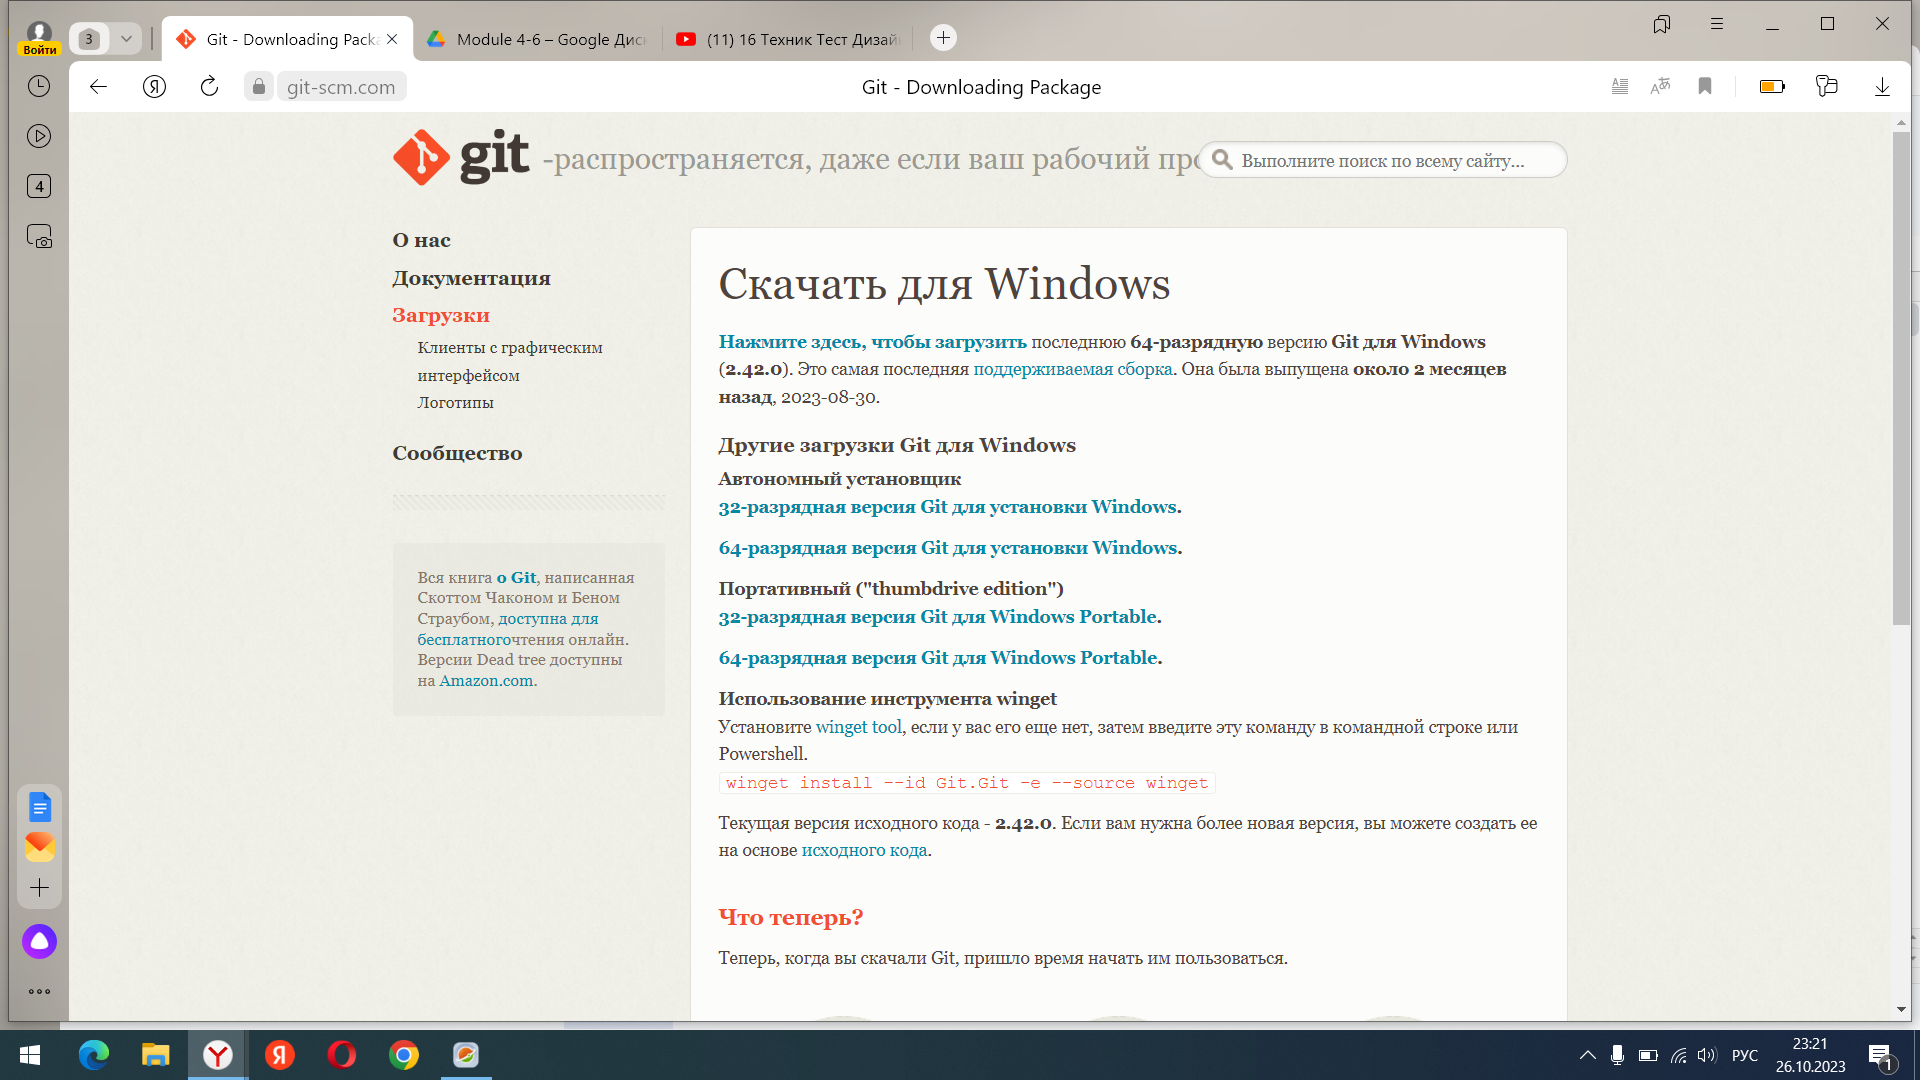 Войти
3
Git - Downloading Packa
Module 4-6 – Google Дис
(11) 16 Техник Тест Дизай
git-scm.com
Git - Downloading Package
4
git
-распространяется, даже если ваш рабочий про
Выполните поиск по всему сайту...
О нас
Документация
Загрузки
Клиенты с графическим
интерфейсом
Логотипы
Сообщество
Вся книга о Git, написанная
Скоттом Чаконом и Беном
Страубом, доступна для
бесплатногочтения онлайн.
Версии Dead tree доступны
на Amazon.com.
Скачать для Windows
Нажмите здесь, чтобы загрузить последнюю 64-разрядную версию Git для Windows
(2.42.0). Это самая последняя поддерживаемая сборка. Она была выпущена около 2 месяцев
назад, 2023-08-30.
Другие загрузки Git для Windows
Автономный установщик
32-разрядная версия Git для установки Windows.
64-разрядная версия Git для установки Windows.
Портативный ("thumbdrive edition")
32-разрядная версия Git для Windows Portable.
64-разрядная версия Git для Windows Portable.
Использование инструмента winget
Установите winget tool, если у вас его еще нет, затем введите эту команду в командной строке или
Powershell.
winget install --id Git.Git -e --source winget
Текущая версия исходного кода - 2.42.0. Если вам нужна более новая версия, вы можете создать ее
на основе исходного кода.
Что теперь?
Теперь, когда вы скачали Git, пришло время начать им пользоваться.
РУС
23:21
26.10.2023
1